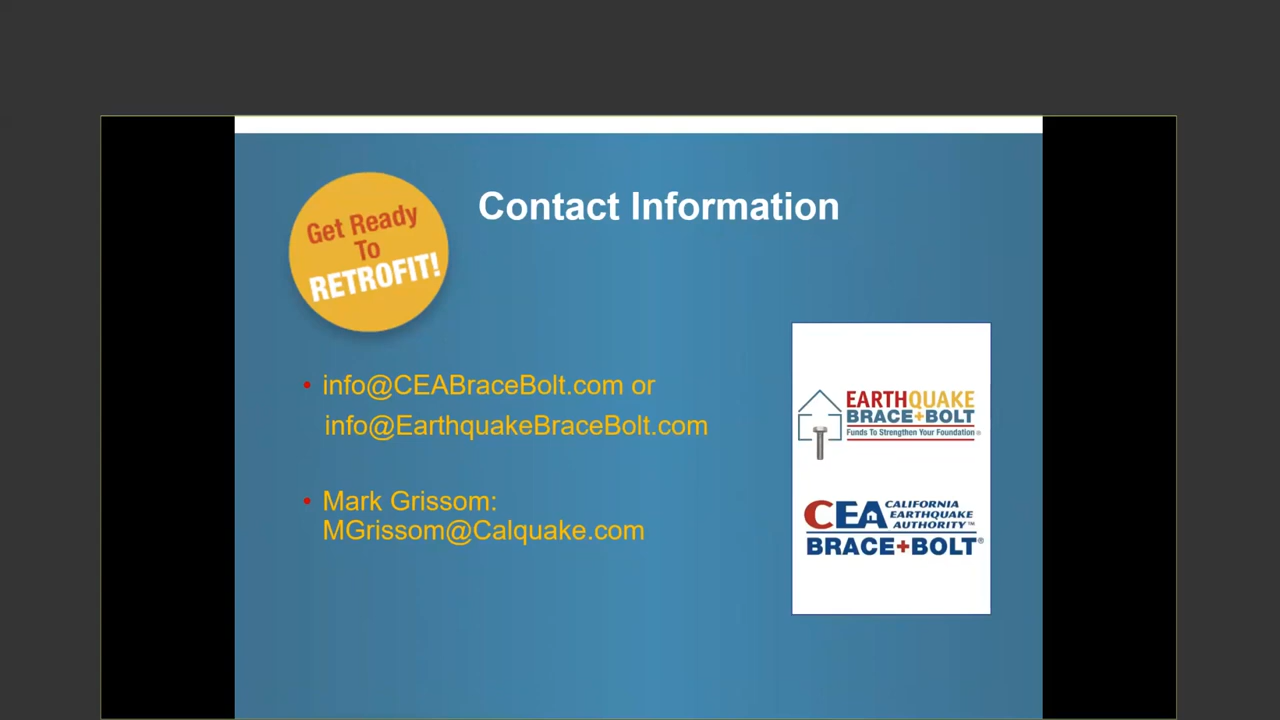 Get Ready
To
RETROFIT!
Contact Information
• info@CEABraceBolt.com or
info@EarthquakeBraceBolt.com
• Mark Grissom:
MGrissom@Calquake.com
EARTHQUAKE
BRACE+BOLT
Funds To Strengthen Your Foundation®
CEA CALIFORNIA
EARTHQUAKE
AUTHORITY™
BRACE+BOLT®